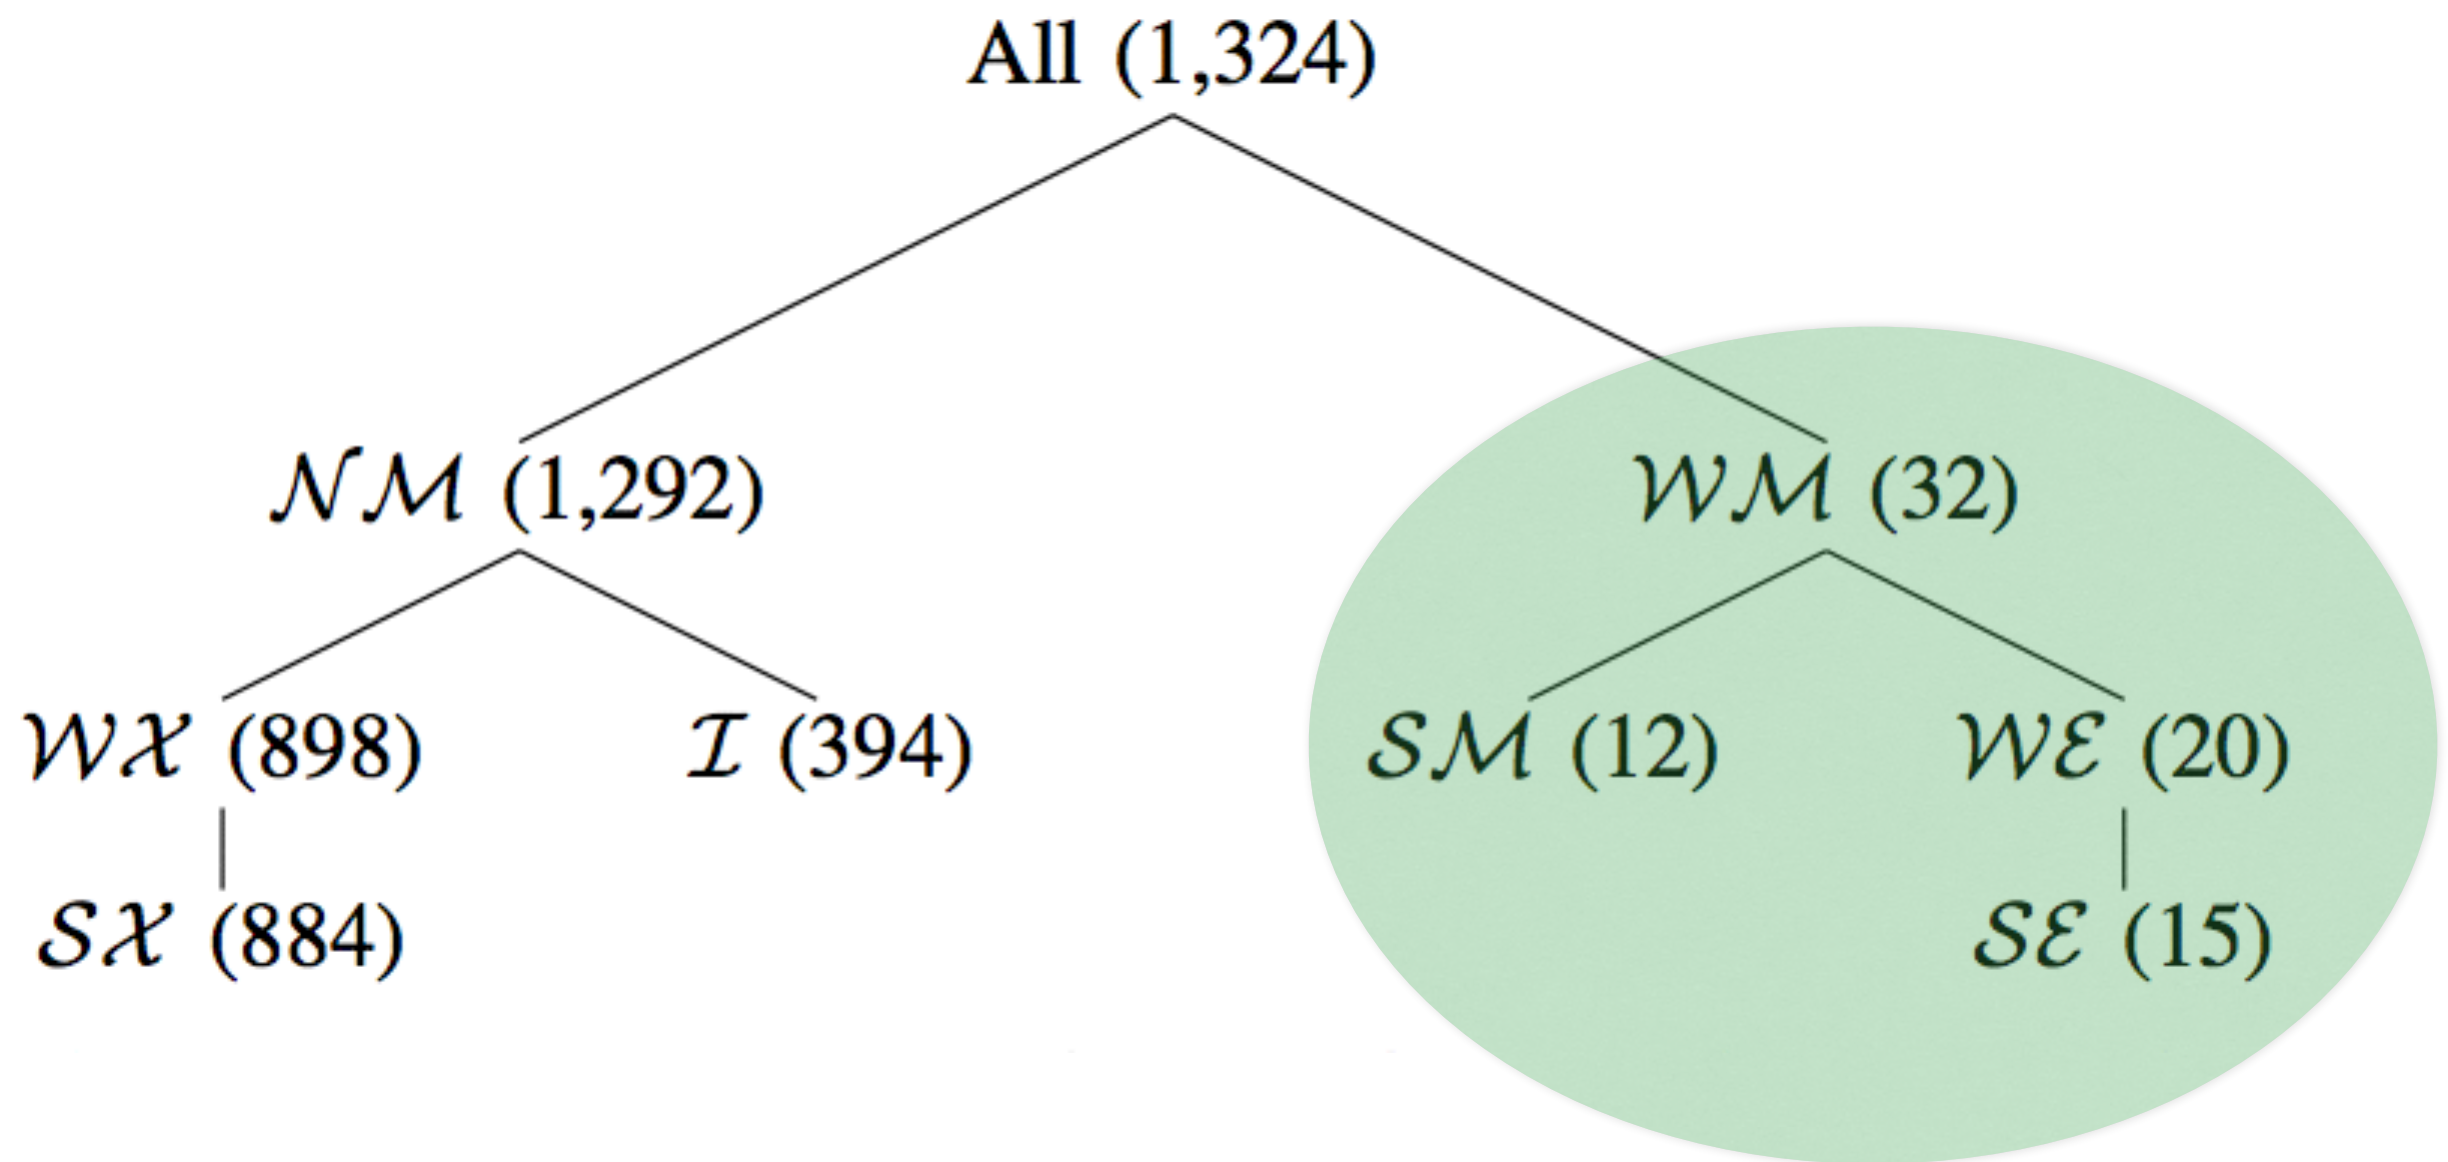 All (1,324)
𝒩ℳ (1,292) 𝒲ℳ (32)
𝒲𝒳 (898) ℐ (394) 𝒮ℳ (12) 𝒲ℰ (20)
𝒮𝒳 (884) 𝒮ℰ (15)